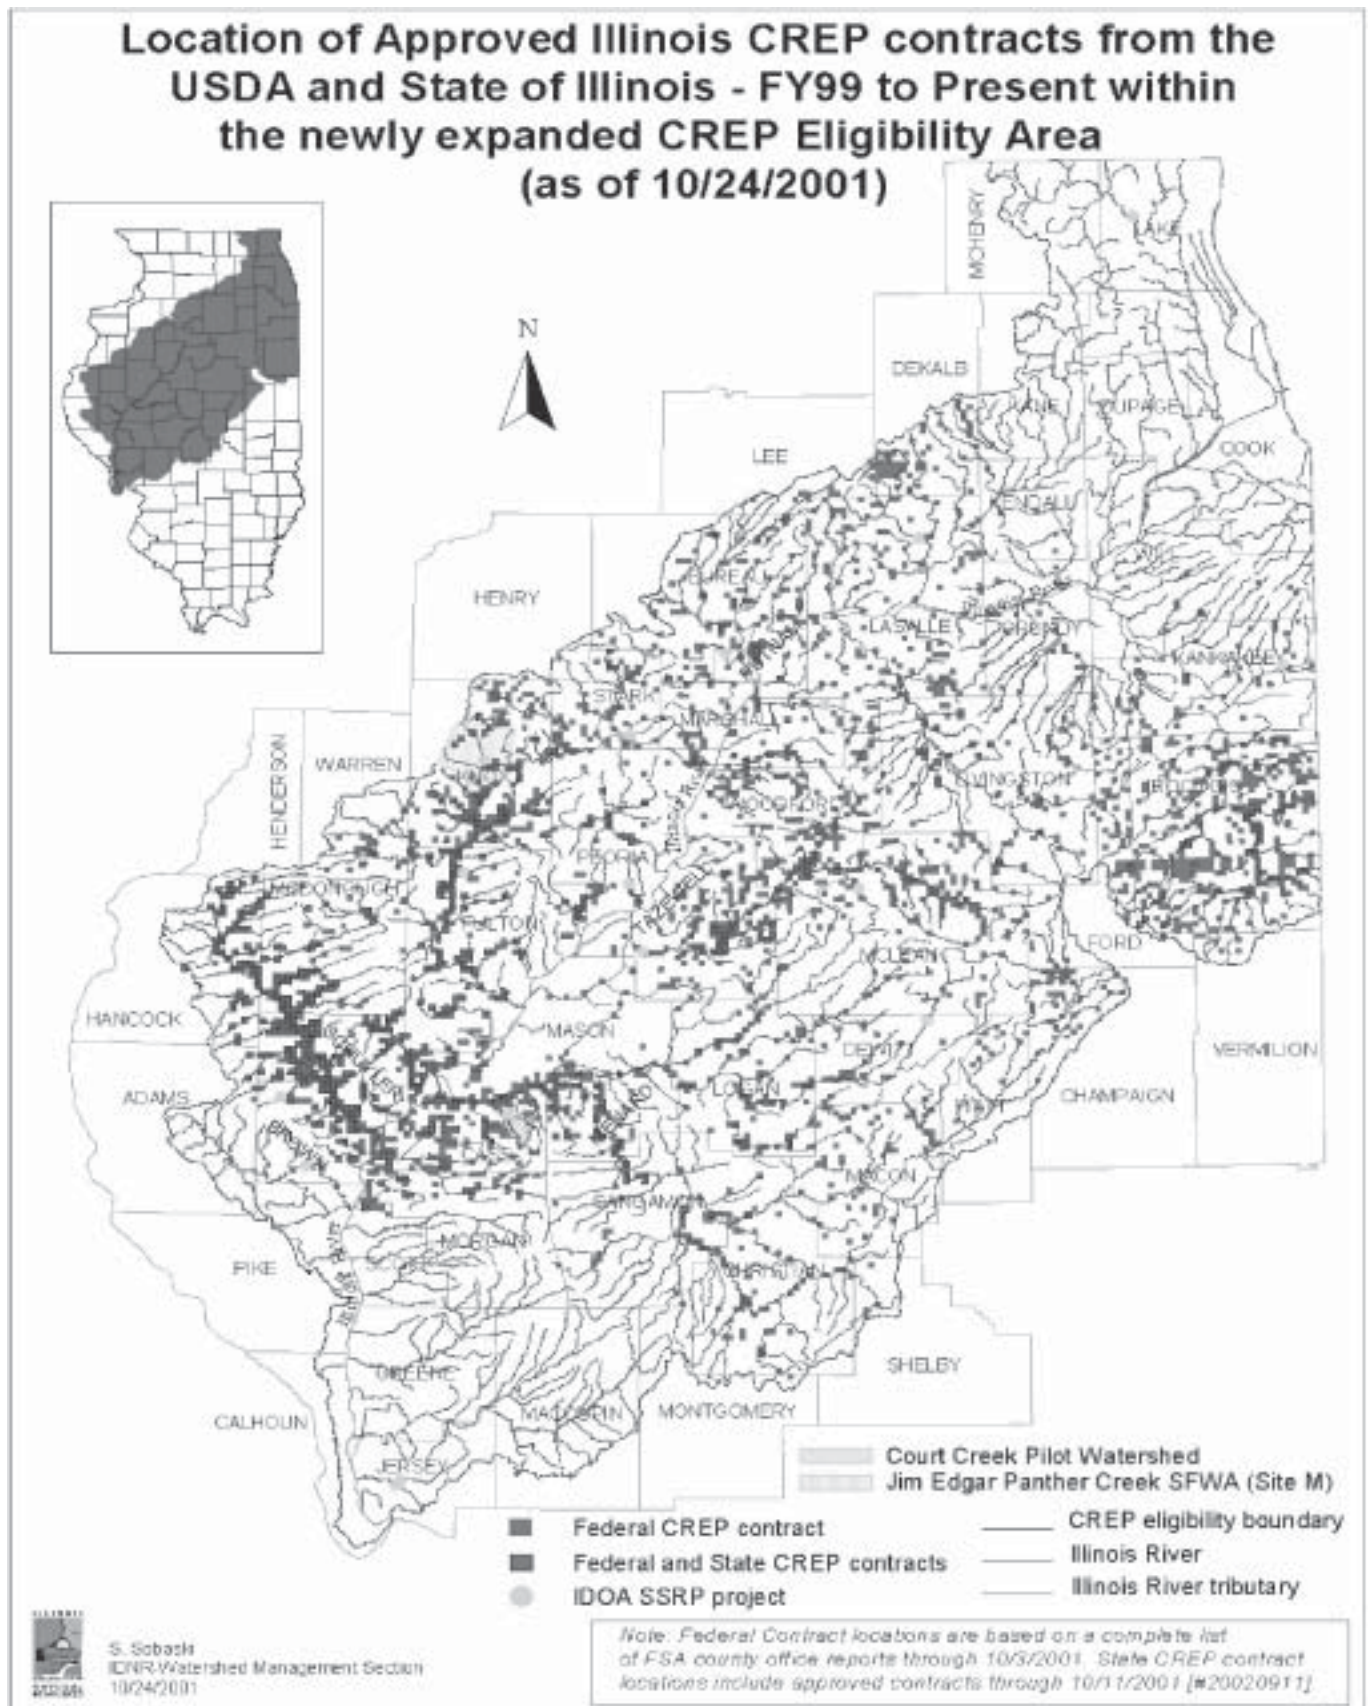 Location of Approved Illinois CREP contracts from the
USDA and State of Illinois - FY99 to Present within
the newly expanded CREP Eligibility Area
(as of 10/24/2001)
MCHENRY
LAKE
N
DEKALB
KANE
DUPAGE
COOK
LEE
KENDALL
BUREAU
HENRY
LASALLE
GRUNDY
KANKAKEE
STARK
MARSHALL
HENDERSON
WARREN
KNOX
LIVINGSTON
IROQUOIS
WOODFORD
PEORIA
MCDONOUGH
TAZEWELL
FULTON
FORD
MCLEAN
HANCOCK
MASON
DEWITT
VERMILION
LOGAN
ADAMS
CHAMPAIGN
BROWN
MACON
SANGAMON
MORGAN
PIKE
SCOTT
CHRISTIAN
SHELBY
GREENE
CALHOUN
MACOUPIN
MONTGOMERY
JERSEY
Court Creek Pilot Watershed
Jim Edgar Panther Creek SFWA (Site M)
Federal CREP contract
CREP eligibility boundary
Federal and State CREP contracts
Illinois River
IDOA SSRP project
Illinois River tributary
ILLINOIS
S. Sobaski
IDNR-Watershed Management Section
10/24/2001
Note: Federal Contract locations are based on a complete list
of FSA county office reports through 10/3/2001. State CREP contract
locations include approved contracts through 10/11/2001 [#20020911]